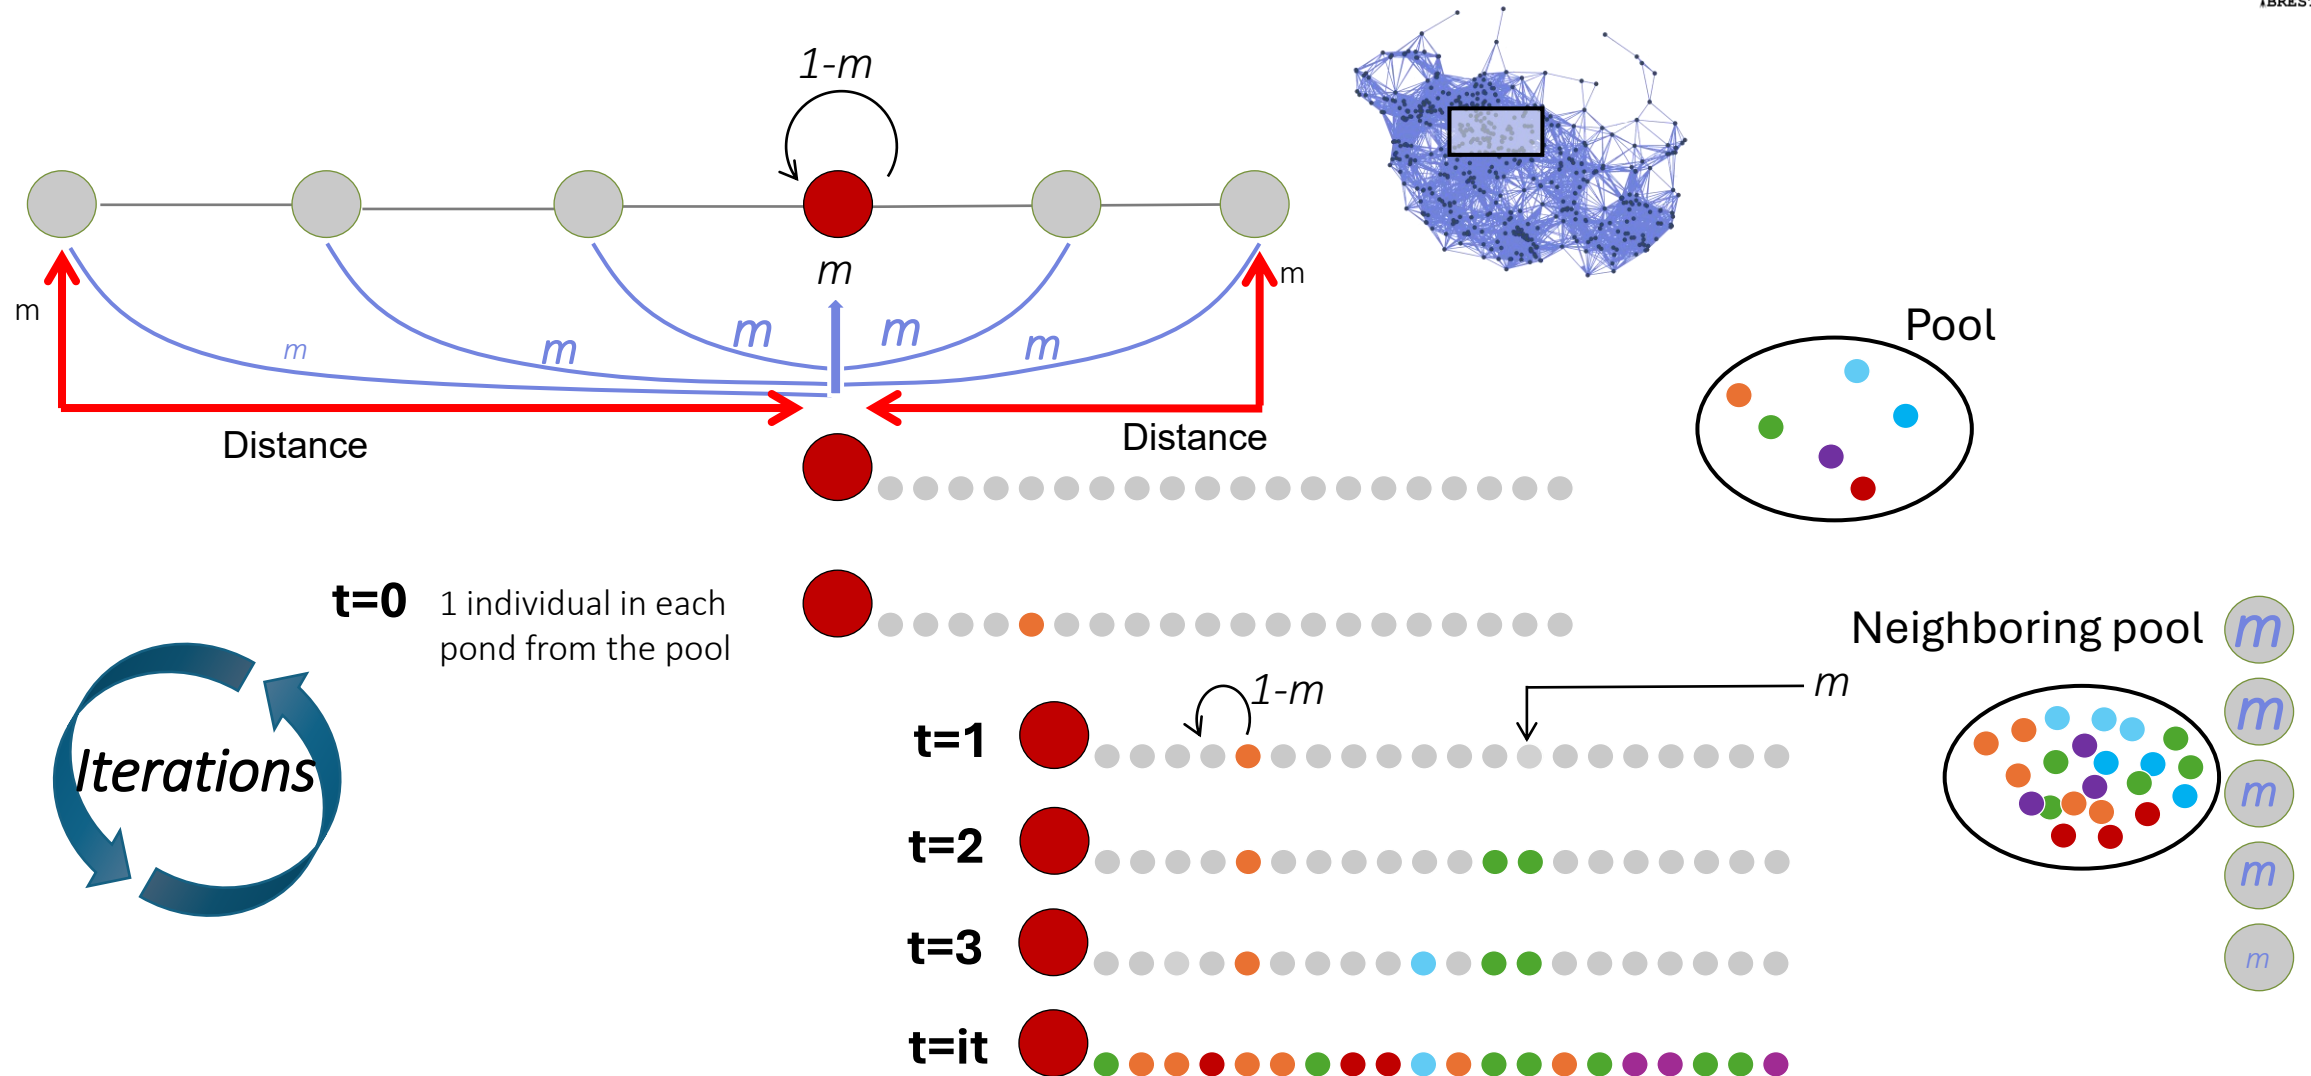 1-m
m
m
m
m
m
m
m
m
m
Distance
Distance
Pool
t=0
1 individual in each
pond from the pool
Neighboring pool
m
Iterations
1-m
m
t=1
m
t=2
m
t=3
m
m
t=it